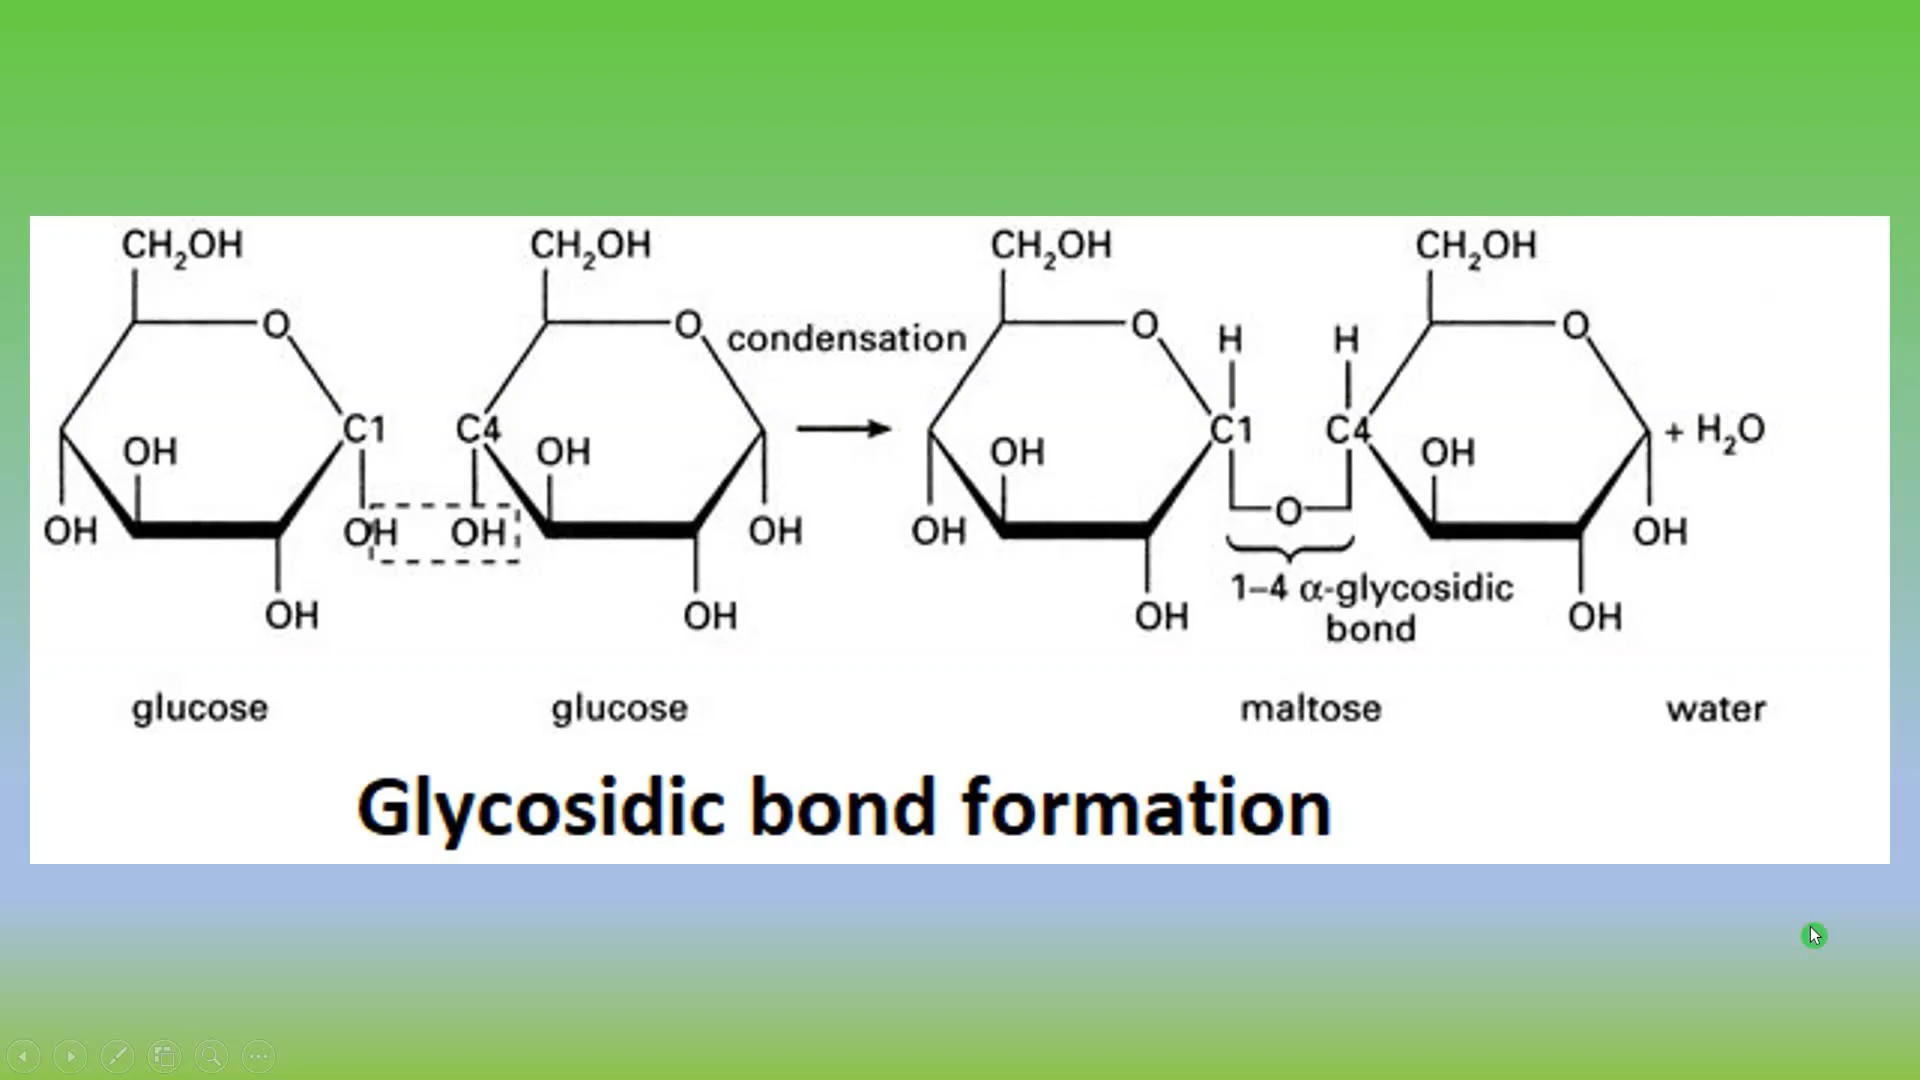 CH₂OH CH₂OH CH₂OH CH₂OH
O O condensation O H H O
C1 C4 C1 C4 + H₂O
OH OH OH OH
OH OH OH OH OH O OH
OH OH OH OH
1–4 α-glycosidic
bond
glucose glucose maltose water
Glycosidic bond formation